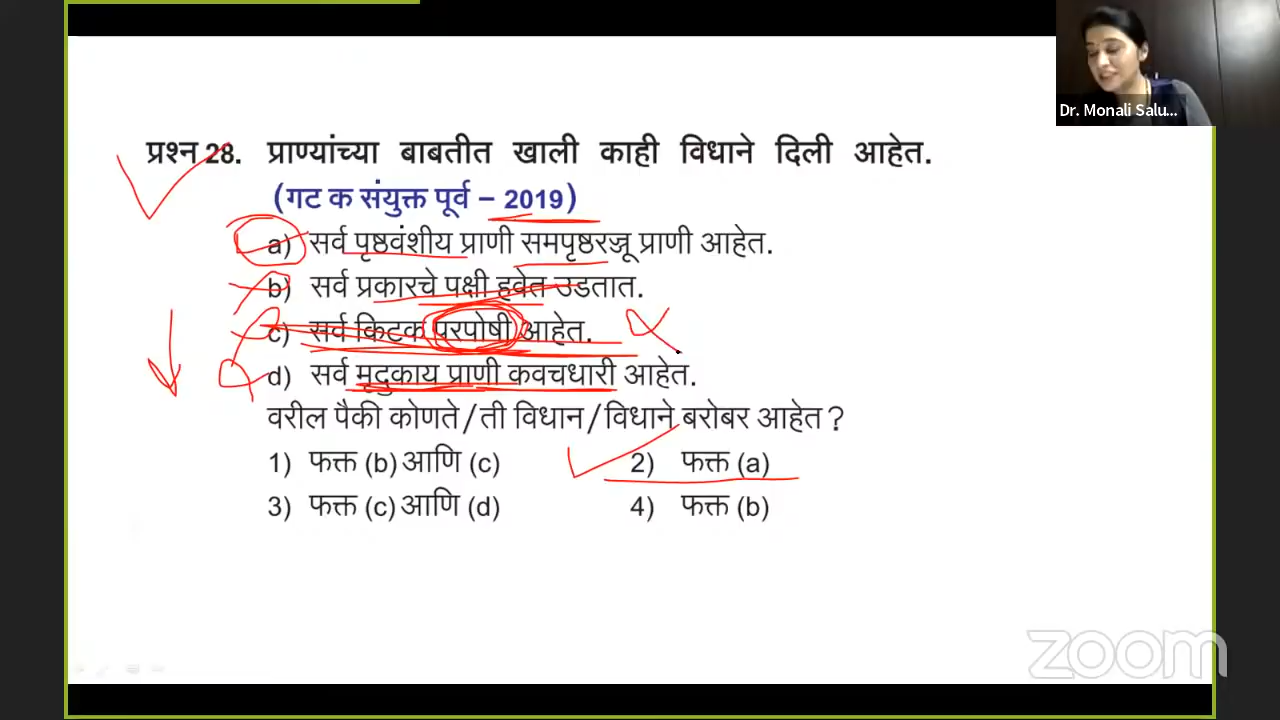 Dr. Monali Salu...
प्रश्न 28. प्राण्यांच्या बाबतीत खाली काही विधाने दिली आहेत.
(गट क संयुक्त पूर्व – 2019)
a) सर्व पृष्ठवंशीय प्राणी समपृष्ठरज्जू प्राणी आहेत.
b) सर्व प्रकारचे पक्षी हवेत उडतात.
c) सर्व किटक परपोषी आहेत.
d) सर्व मृदुकाय प्राणी कवचधारी आहेत.
वरील पैकी कोणते/ती विधान/विधाने बरोबर आहेत?
1) फक्त (b) आणि (c) 2) फक्त (a)
3) फक्त (c) आणि (d) 4) फक्त (b)
zoom